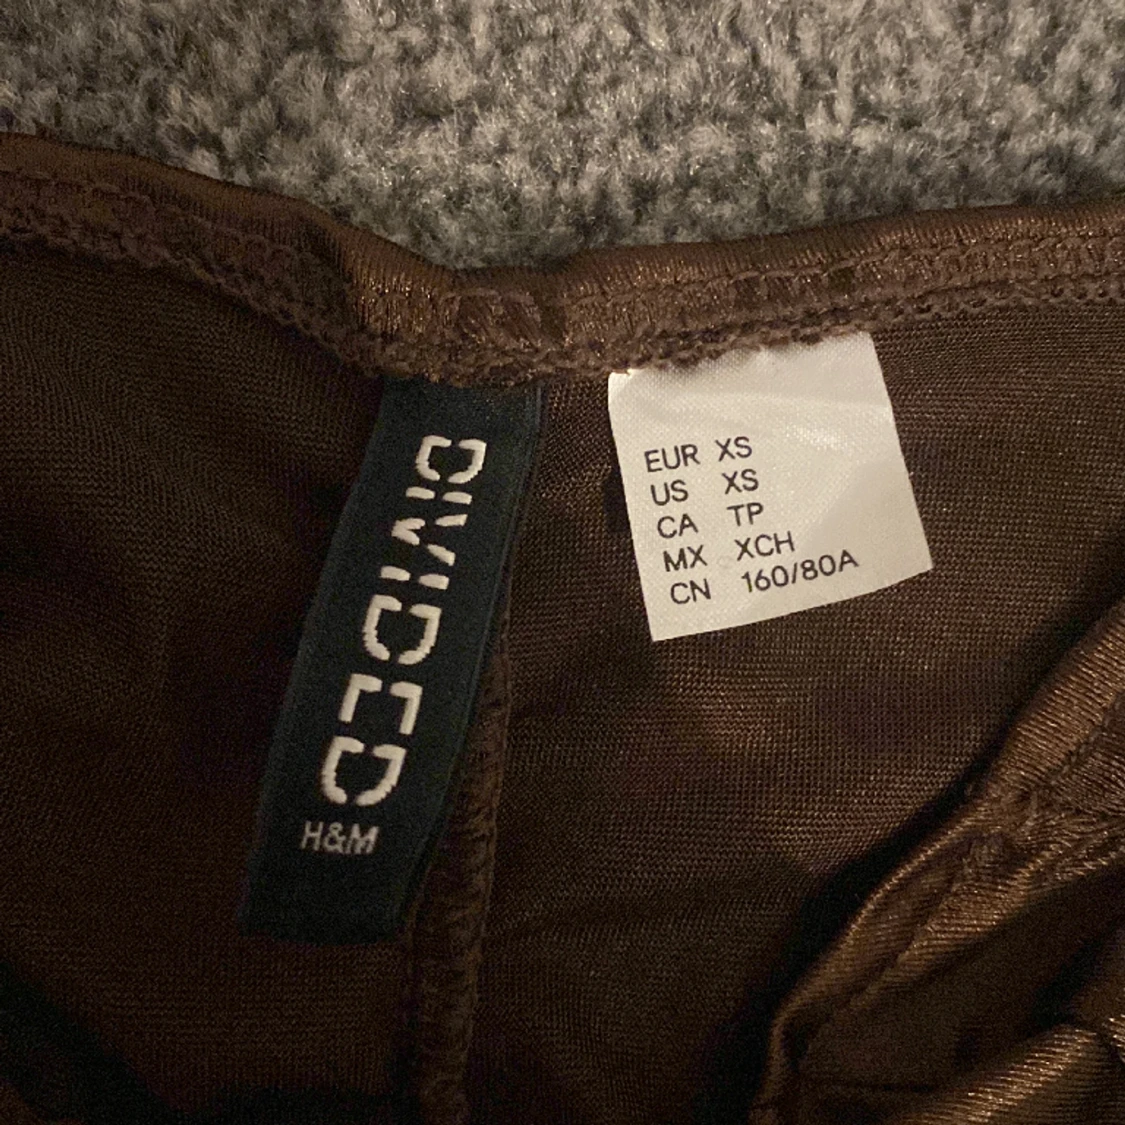 DIVIDED
H&M
EUR XS
US XS
CA TP
MX XCH
CN 160/80A